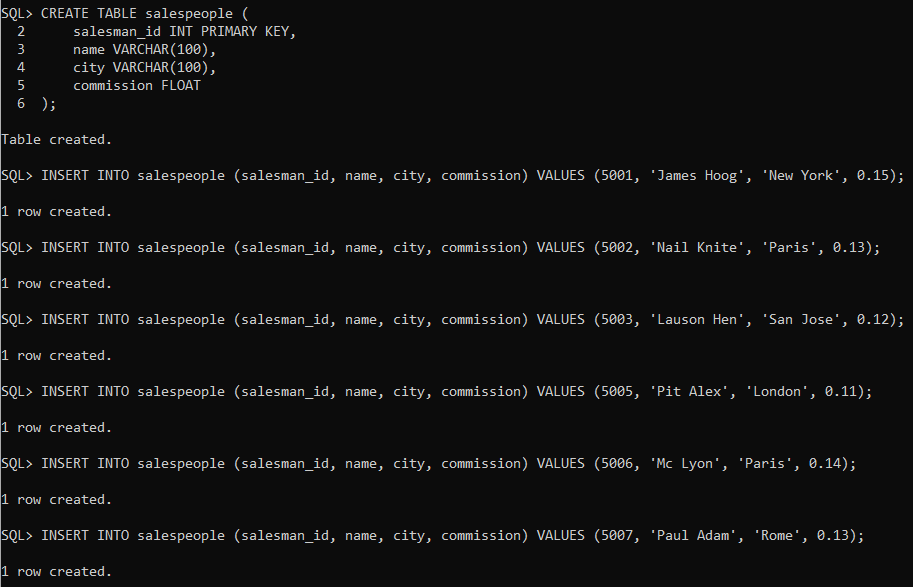 SQL> CREATE TABLE salespeople (
  2      salesman_id INT PRIMARY KEY,
  3      name VARCHAR(100),
  4      city VARCHAR(100),
  5      commission FLOAT
  6  );
Table created.
SQL> INSERT INTO salespeople (salesman_id, name, city, commission) VALUES (5001, 'James Hoog', 'New York', 0.15);
1 row created.
SQL> INSERT INTO salespeople (salesman_id, name, city, commission) VALUES (5002, 'Nail Knite', 'Paris', 0.13);
1 row created.
SQL> INSERT INTO salespeople (salesman_id, name, city, commission) VALUES (5003, 'Lauson Hen', 'San Jose', 0.12);
1 row created.
SQL> INSERT INTO salespeople (salesman_id, name, city, commission) VALUES (5005, 'Pit Alex', 'London', 0.11);
1 row created.
SQL> INSERT INTO salespeople (salesman_id, name, city, commission) VALUES (5006, 'Mc Lyon', 'Paris', 0.14);
1 row created.
SQL> INSERT INTO salespeople (salesman_id, name, city, commission) VALUES (5007, 'Paul Adam', 'Rome', 0.13);
1 row created.